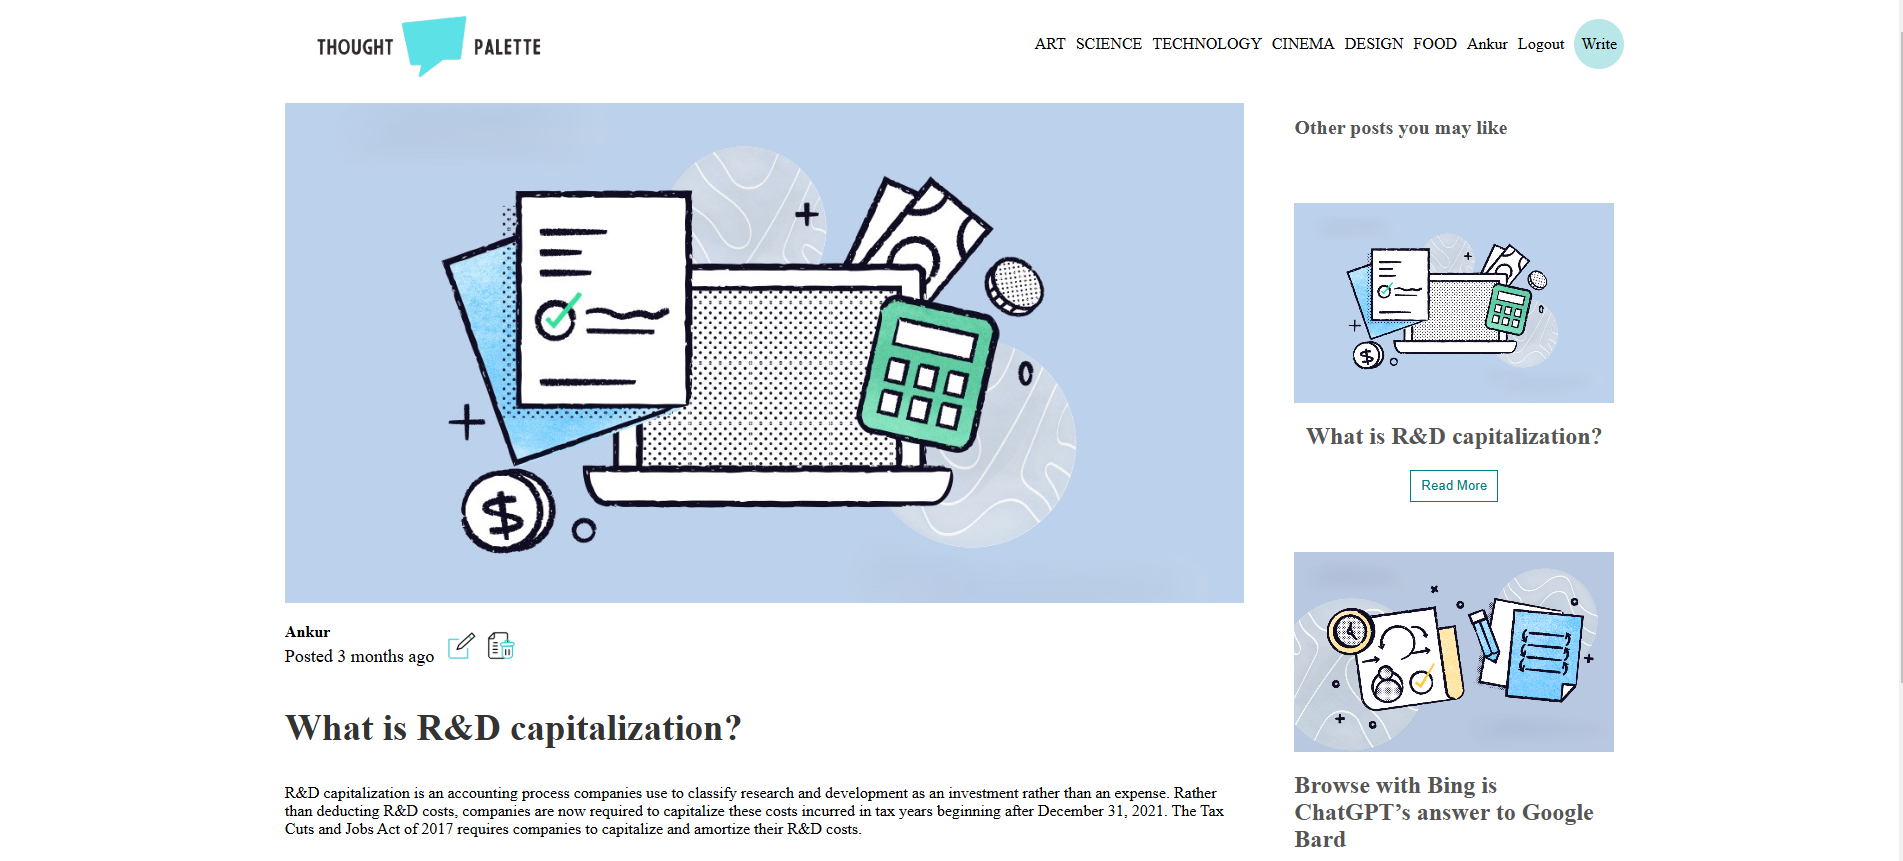 THOUGHT PALETTE
ART SCIENCE TECHNOLOGY CINEMA DESIGN FOOD Ankur Logout Write
Other posts you may like
$
$
What is R&D capitalization?
Read More
Ankur
Posted 3 months ago
What is R&D capitalization?
R&D capitalization is an accounting process companies use to classify research and development as an investment rather than an expense. Rather
than deducting R&D costs, companies are now required to capitalize these costs incurred in tax years beginning after December 31, 2021. The Tax
Cuts and Jobs Act of 2017 requires companies to capitalize and amortize their R&D costs.
Browse with Bing is
ChatGPT’s answer to Google
Bard